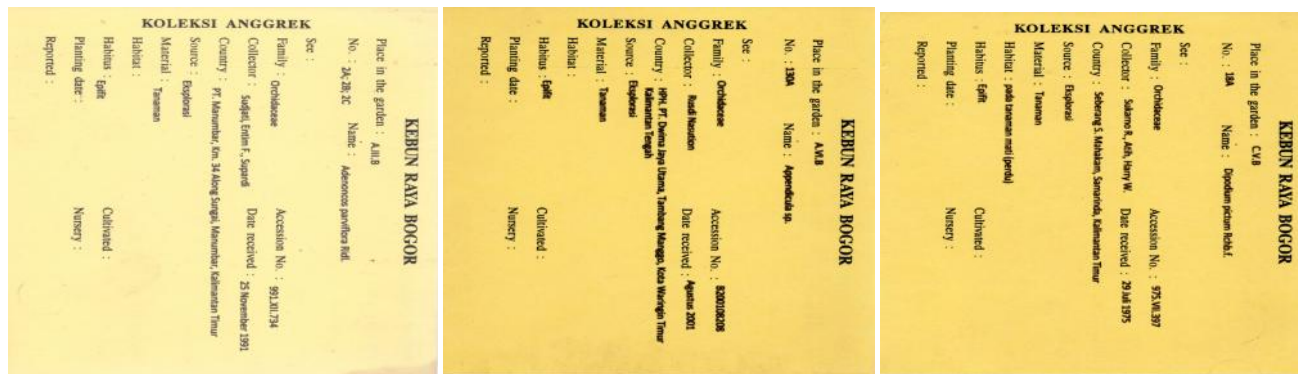 KOLEKSI ANGGREK
KEBUN RAYA BOGOR
Place in the garden : A.III.B
No. : 2A; 2B; 2C Name : Adenoncos parviflora Ridl.
See :
Family : Orchidaceae Accession No. : 991.XII.734
Collector : Sudjati, Entim F., Supardi Date received : 25 November 1991
Country : PT. Manumbar, Km. 34 Along Sungai, Manumbar, Kalimantan Timur
Source : Eksplorasi
Material : Tanaman
Habitat :
Habitus : Epifit Cultivated :
Planting date : Nursery :
Reported :
KOLEKSI ANGGREK
KEBUN RAYA BOGOR
Place in the garden : A.VI.B
No. : 130A Name : Appendicula sp.
See :
Family : Orchidaceae Accession No. : B200108208
Collector : Rusdi Nasution Date received : Agustus 2001
Country : HPH. PT. Dwima Jaya Utama, Tambang Manggo, Kota Waringin Timur
Kalimantan Tengah
Source : Eksplorasi
Material : Tanaman
Habitat :
Habitus : Epifit Cultivated :
Planting date : Nursery :
Reported :
KOLEKSI ANGGREK
KEBUN RAYA BOGOR
Place in the garden : C.V.B
No. : 18A Name : Dipodium pictum Rchb.f.
See :
Family : Orchidaceae Accession No. : 975.VII.397
Collector : Sukarno R., Atih, Harry W. Date received : 29 Juli 1975
Country : Seberang S. Mahakam, Samarinda, Kalimantan Timur
Source : Eksplorasi
Material : Tanaman
Habitat : pada tanaman mati (perdu)
Habitus : Epifit Cultivated :
Planting date : Nursery :
Reported :